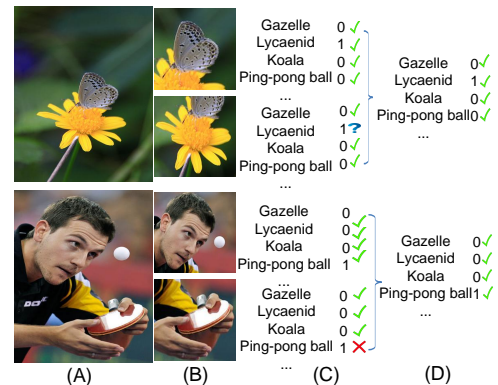 Gazelle 0 ✓
Lycaenid 1 ✓
Koala 0 ✓
Ping-pong ball 0 ✓
...
Gazelle 0 ✓
Lycaenid 1 ?
Koala 0 ✓
Ping-pong ball 0 ✓
...
Gazelle 0 ✓
Lycaenid 1 ✓
Koala 0 ✓
Ping-pong ball 0 ✓
...
Gazelle 0 ✓
Lycaenid 0 ✓
Koala 0 ✓
Ping-pong ball 1 ✓
...
Gazelle 0 ✓
Lycaenid 0 ✓
Koala 0 ✓
Ping-pong ball 1 ✗
...
Gazelle 0 ✓
Lycaenid 0 ✓
Koala 0 ✓
Ping-pong ball 1 ✓
...
(A) (B) (C) (D)